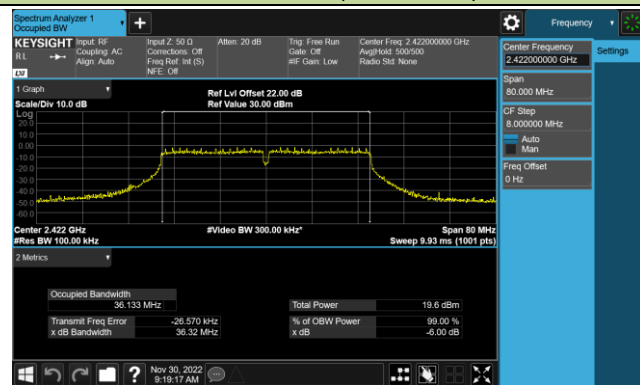 Spectrum Analyzer 1
Occupied BW
Frequency
KEYSIGHT
RL
LXI
Input: RF
Coupling: AC
Align: Auto
Input Z: 50 Ω
Corrections: Off
Freq Ref: Int (S)
NFE: Off
Atten: 20 dB
Trig: Free Run
Gate: Off
#IF Gain: Low
Center Freq: 2.422000000 GHz
Avg|Hold: 500/500
Radio Std: None
Center Frequency
2.422000000 GHz
Settings
Span
80.000 MHz
CF Step
8.000000 MHz
Auto
Man
Freq Offset
0 Hz
1 Graph
Scale/Div 10.0 dB
Ref Lvl Offset 22.00 dB
Ref Value 30.00 dBm
Log
20.0
10.0
0.00
-10.0
-20.0
-30.0
-40.0
-50.0
-60.0
Center 2.422 GHz
#Video BW 300.00 kHz*
Span 80 MHz
#Res BW 100.00 kHz
Sweep 9.93 ms (1001 pts)
2 Metrics
Occupied Bandwidth
36.133 MHz
Total Power 19.6 dBm
Transmit Freq Error -26.570 kHz
% of OBW Power 99.00 %
x dB Bandwidth 36.32 MHz
x dB -6.00 dB
?
Nov 30, 2022
9:19:17 AM